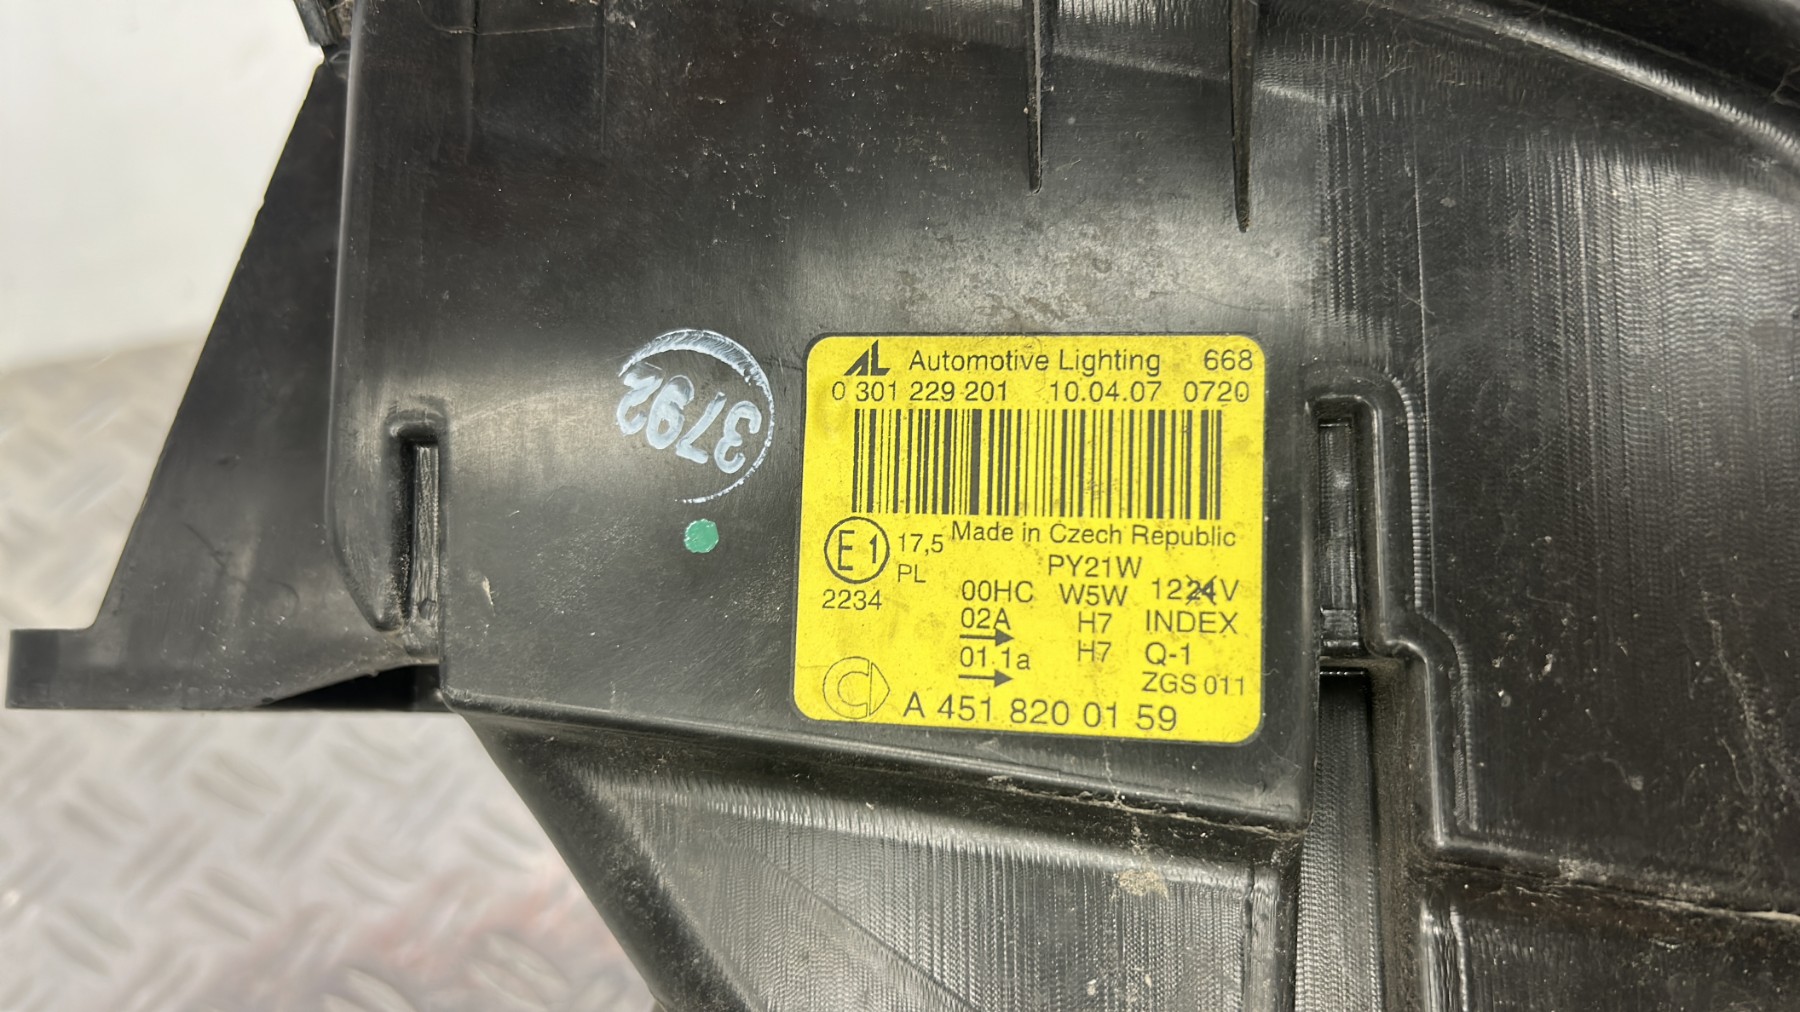 3792
AL Automotive Lighting 668
0 301 229 201 10.04.07 0720
Made in Czech Republic
E1 17,5
PL
2234
PY21W
00HC W5W 1224V
02A H7 INDEX
01.1a H7 Q-1
ZGS 011
A 451 820 01 59